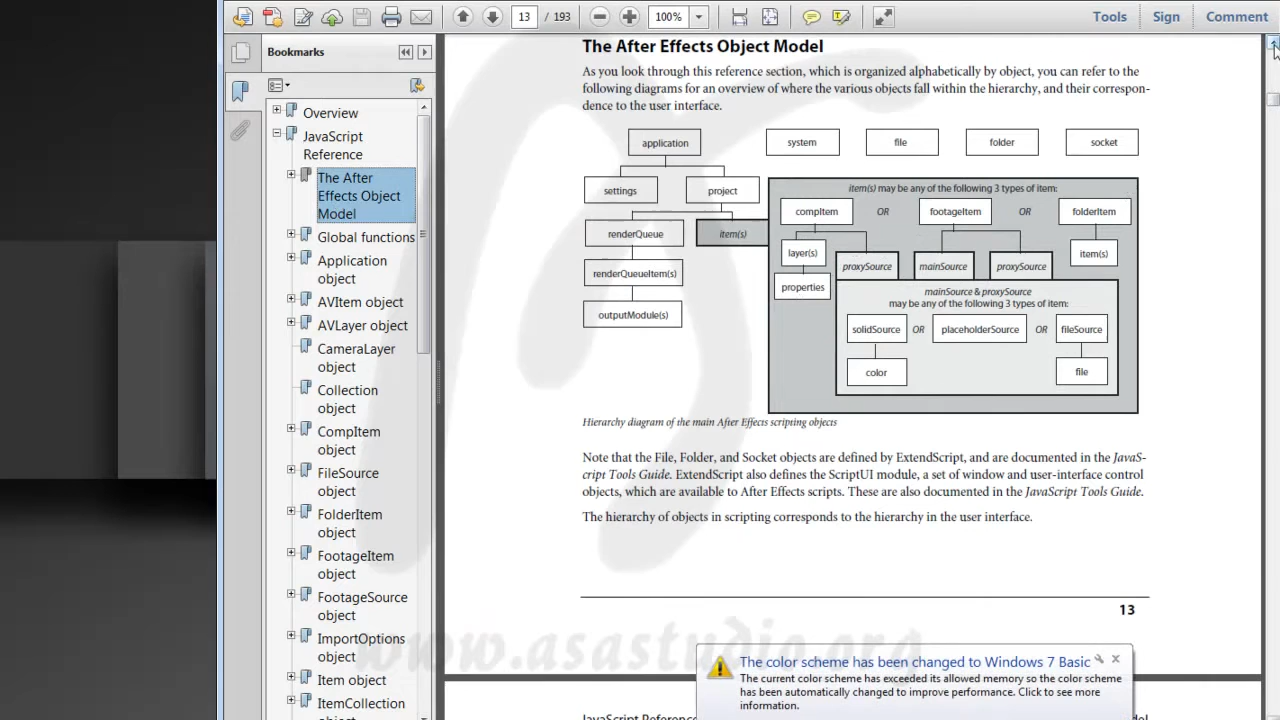 13 / 193
100%
Tools
Sign
Comment
Bookmarks
Overview
JavaScript
Reference
The After
Effects Object
Model
Global functions
Application
object
AVItem object
AVLayer object
CameraLayer
object
Collection
object
CompItem
object
FileSource
object
FolderItem
object
FootageItem
object
FootageSource
object
ImportOptions
object
Item object
ItemCollection
The After Effects Object Model
As you look through this reference section, which is organized alphabetically by object, you can refer to the
following diagrams for an overview of where the various objects fall within the hierarchy, and their correspon-
dence to the user interface.
application
system
file
folder
socket
settings
project
item(s) may be any of the following 3 types of item:
compItem
OR
footageItem
OR
folderItem
renderQueue
item(s)
layer(s)
proxySource
mainSource
proxySource
item(s)
renderQueueItem(s)
properties
mainSource & proxySource
may be any of the following 3 types of item:
outputModule(s)
solidSource
OR
placeholderSource
OR
fileSource
color
file
Hierarchy diagram of the main After Effects scripting objects
Note that the File, Folder, and Socket objects are defined by ExtendScript, and are documented in the JavaS-
cript Tools Guide. ExtendScript also defines the ScriptUI module, a set of window and user-interface control
objects, which are available to After Effects scripts. These are also documented in the JavaScript Tools Guide.
The hierarchy of objects in scripting corresponds to the hierarchy in the user interface.
13
www.asastudio.org
The color scheme has been changed to Windows 7 Basic
The current color scheme has exceeded its allowed memory so the color scheme
has been automatically changed to improve performance. Click to see more
information.
JavaScript Referenc